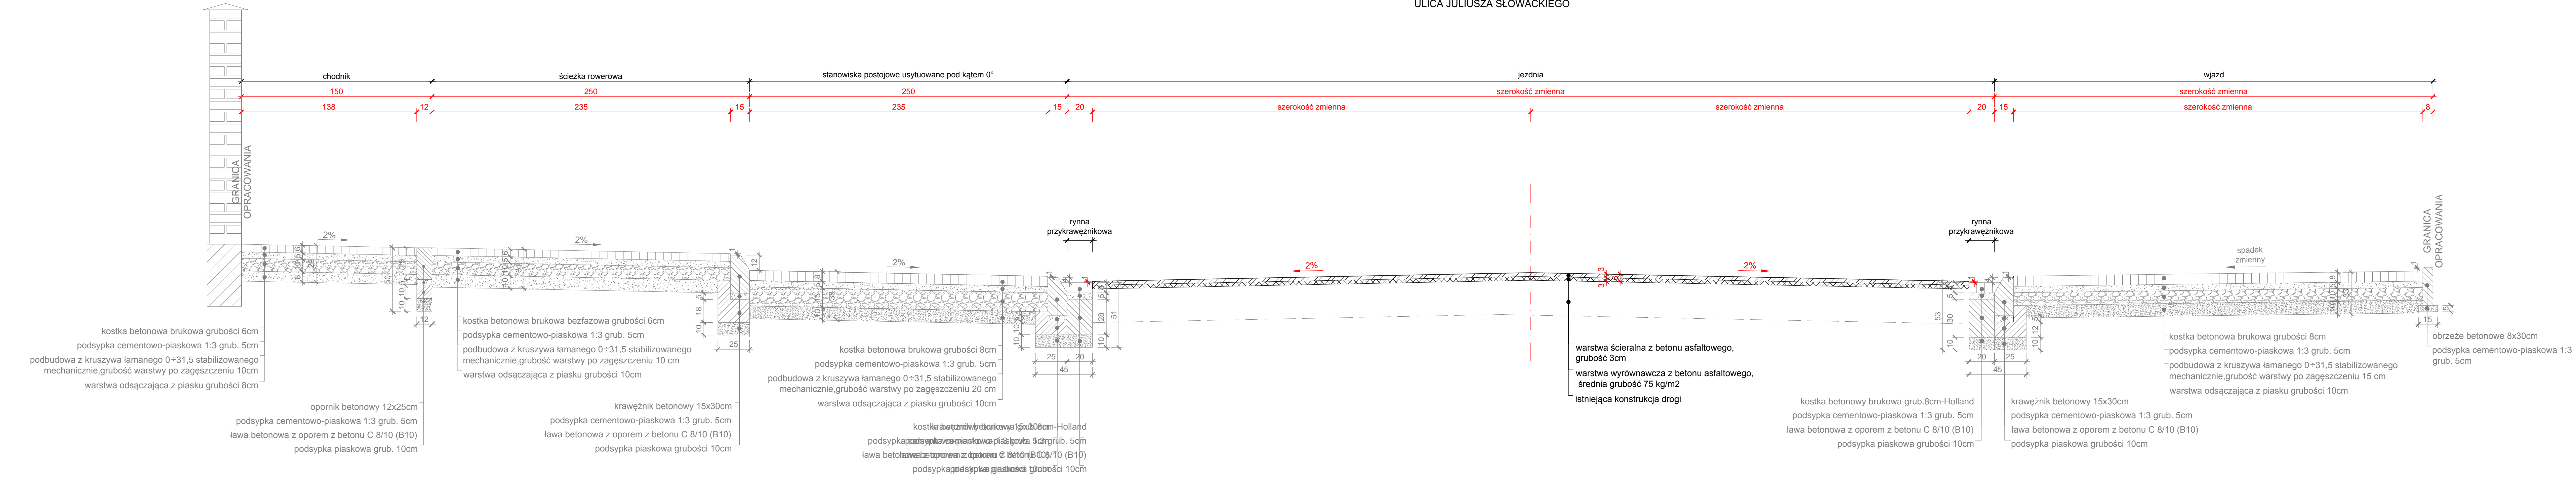 ULICA JULIUSZA SŁOWACKIEGO
chodnik
ścieżka rowerowa
stanowiska postojowe usytuowane pod kątem 0°
jezdnia
wjazd
150
250
250
szerokość zmienna
szerokość zmienna
138
12
235
15
235
15
20
szerokość zmienna
szerokość zmienna
20
15
szerokość zmienna
8
GRANICA
OPRACOWANIA
GRANICA
OPRACOWANIA
rynna
przykrawężnikowa
rynna
przykrawężnikowa
2%
2%
2%
2%
2%
spadek
zmienny
12
25
25
20
45
28
51
53
30
20
25
45
15
kostka betonowa brukowa grubości 6cm
podsypka cementowo-piaskowa 1:3 grub. 5cm
podbudowa z kruszywa łamanego 0÷31,5 stabilizowanego
mechanicznie,grubość warstwy po zagęszczeniu 10cm
warstwa odsączająca z piasku grubości 8cm
opornik betonowy 12x25cm
podsypka cementowo-piaskowa 1:3 grub. 5cm
ława betonowa z oporem z betonu C 8/10 (B10)
podsypka piaskowa grub. 10cm
kostka betonowa brukowa bezfazowa grubości 6cm
podsypka cementowo-piaskowa 1:3 grub. 5cm
podbudowa z kruszywa łamanego 0÷31,5 stabilizowanego
mechanicznie,grubość warstwy po zagęszczeniu 10 cm
warstwa odsączająca z piasku grubości 10cm
krawężnik betonowy 15x30cm
podsypka cementowo-piaskowa 1:3 grub. 5cm
ława betonowa z oporem z betonu C 8/10 (B10)
podsypka piaskowa grubości 10cm
kostka betonowa brukowa grubości 8cm
podsypka cementowo-piaskowa 1:3 grub. 5cm
podbudowa z kruszywa łamanego 0÷31,5 stabilizowanego
mechanicznie,grubość warstwy po zagęszczeniu 20 cm
warstwa odsączająca z piasku grubości 10cm
warstwa ścieralna z betonu asfaltowego,
grubość 3cm
warstwa wyrównawcza z betonu asfaltowego,
średnia grubość 75 kg/m2
istniejąca konstrukcja drogi
kostka betonowa brukowa grub.8cm-Holland
podsypka cementowo-piaskowa 1:3 grub. 5cm
ława betonowa z oporem z betonu C 8/10 (B10)
podsypka piaskowa grubości 10cm
krawężnik betonowy 15x30cm
podsypka cementowo-piaskowa 1:3 grub. 5cm
ława betonowa z oporem z betonu C 8/10 (B10)
podsypka piaskowa grubości 10cm
kostka betonowa brukowa grubości 8cm
podsypka cementowo-piaskowa 1:3 grub. 5cm
podbudowa z kruszywa łamanego 0÷31,5 stabilizowanego
mechanicznie,grubość warstwy po zagęszczeniu 15 cm
warstwa odsączająca z piasku grubości 10cm
obrzeże betonowe 8x30cm
podsypka cementowo-piaskowa 1:3
grub. 5cm